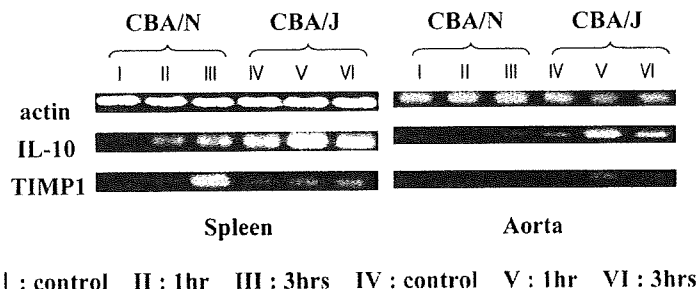 CBA/N CBA/J CBA/N CBA/J
I II III IV V VI I II III IV V VI
actin
IL-10
TIMP1
Spleen Aorta
I : control II : 1hr III : 3hrs IV : control V : 1hr VI : 3hrs